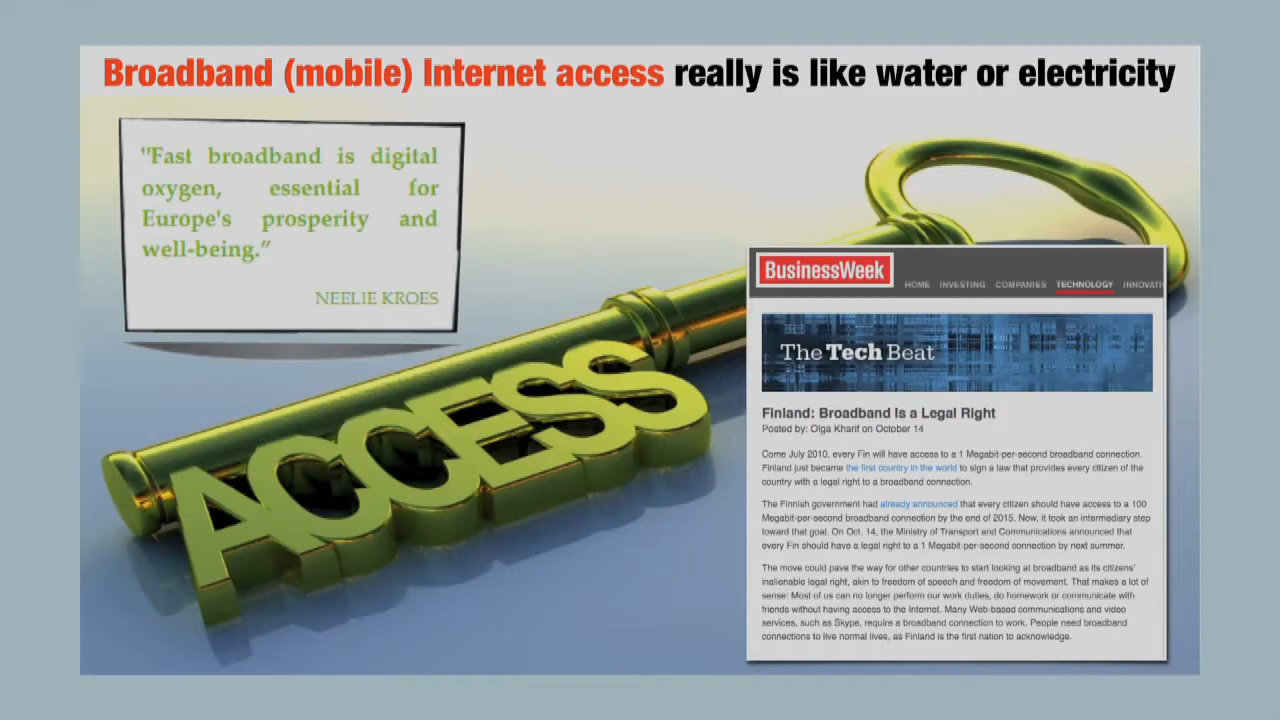 Broadband (mobile) Internet access really is like water or electricity
"Fast broadband is digital
oxygen, essential for
Europe's prosperity and
well-being.”
NEELIE KROES
ACCESS
BusinessWeek
HOME INVESTING COMPANIES TECHNOLOGY INNOVATI
The Tech Beat
Finland: Broadband Is a Legal Right
Posted by: Olga Kharif on October 14
Come July 2010, every Fin will have access to a 1 Megabit-per-second broadband connection.
Finland just became the first country in the world to sign a law that provides every citizen of the
country with a legal right to a broadband connection.
The Finnish government had already announced that every citizen should have access to a 100
Megabit-per-second broadband connection by the end of 2015. Now, it took an intermediary step
toward that goal. On Oct. 14, the Ministry of Transport and Communications announced that
every Fin should have a legal right to a 1 Megabit-per-second connection by next summer.
The move could pave the way for other countries to start looking at broadband as its citizens'
inalionable legal right, akin to freedom of speech and freedom of movement. That makes a lot of
sense: Most of us can no longer perform our work duties, do homework or communicate with
friends without having access to the Internet. Many Web-based communications and video
services, such as Skype, require a broadband connection to work. People need broadband
connections to live normal lives, as Finland is the first nation to acknowledge.